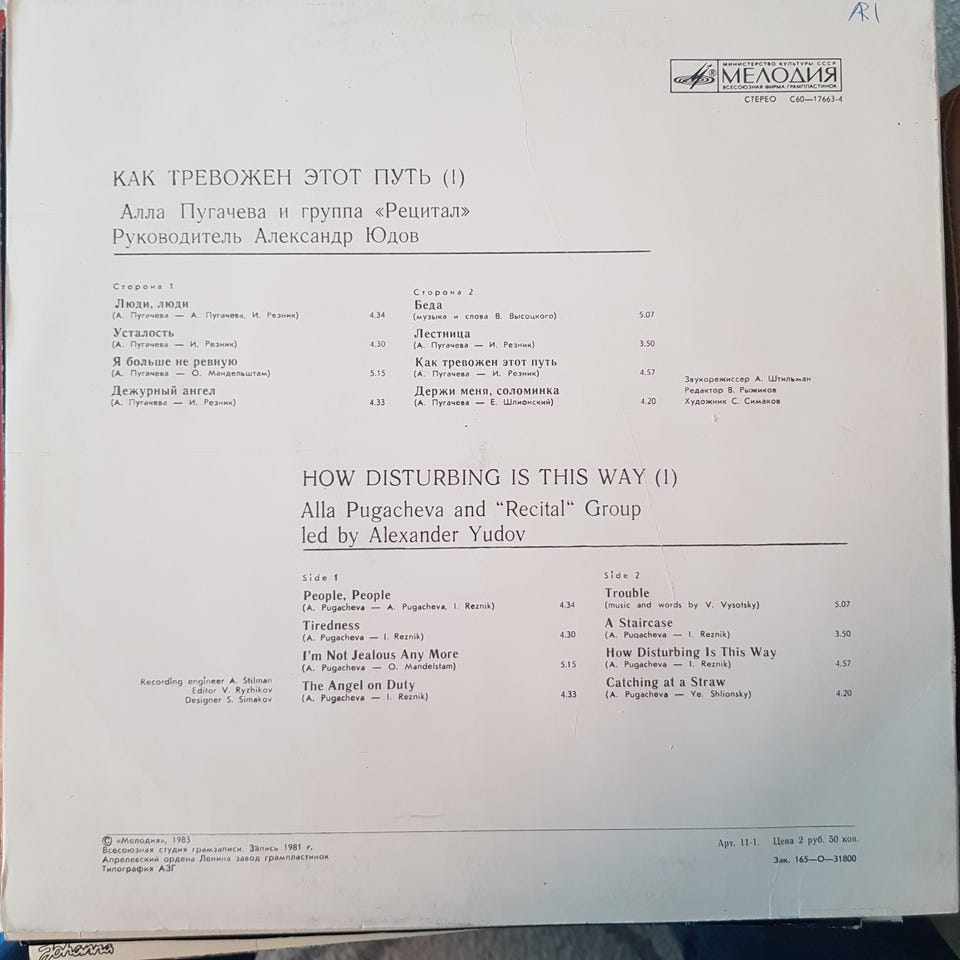 AR 1
МИНИСТЕРСТВО КУЛЬТУРЫ СССР
МЕЛОДИЯ
ВСЕСОЮЗНАЯ ФИРМА ГРАМПЛАСТИНОК
СТЕРЕО С60—17663-4
КАК ТРЕВОЖЕН ЭТОТ ПУТЬ (1)
Алла Пугачева и группа «Рецитал»
Руководитель Александр Юдов
Сторона 1
Люди, люди
(А. Пугачева — А. Пугачева, И. Резник) 4.34
Усталость
(А. Пугачева — И. Резник) 4.30
Я больше не ревную
(А. Пугачева — О. Мандельштам) 5.15
Дежурный ангел
(А. Пугачева — И. Резник) 4.33
Сторона 2
Беда
(музыка и слова В. Высоцкого) 5.07
Лестница
(А. Пугачева — И. Резник) 3.50
Как тревожен этот путь
(А. Пугачева — И. Резник) 4.57
Держи меня, соломинка
(А. Пугачева — Е. Шлионский) 4.20
Звукорежиссер А. Штильман
Редактор В. Рыжиков
Художник С. Симаков
HOW DISTURBING IS THIS WAY (1)
Alla Pugacheva and “Recital“ Group
led by Alexander Yudov
Side 1
People, People
(A. Pugacheva — A. Pugacheva, I. Reznik) 4.34
Tiredness
(A. Pugacheva — I. Reznik) 4.30
I'm Not Jealous Any More
(A. Pugacheva — O. Mandelstam) 5.15
The Angel on Duty
(A. Pugacheva — I. Reznik) 4.33
Side 2
Trouble
(music and words by V. Vysotsky) 5.07
A Staircase
(A. Pugacheva — I. Reznik) 3.50
How Disturbing Is This Way
(A. Pugacheva — I. Reznik) 4.57
Catching at a Straw
(A. Pugacheva — Ye. Shlionsky) 4.20
Recording engineer A. Stilman
Editor V. Ryzhikov
Designer S. Simakov
© «Мелодия», 1983
Всесоюзная студия грамзаписи. Запись 1981 г.
Апрелевский ордена Ленина завод грампластинок
Типография АЗГ
Арт. 11-1. Цена 2 руб. 50 коп.
Зак. 165—О—31800
Johanna